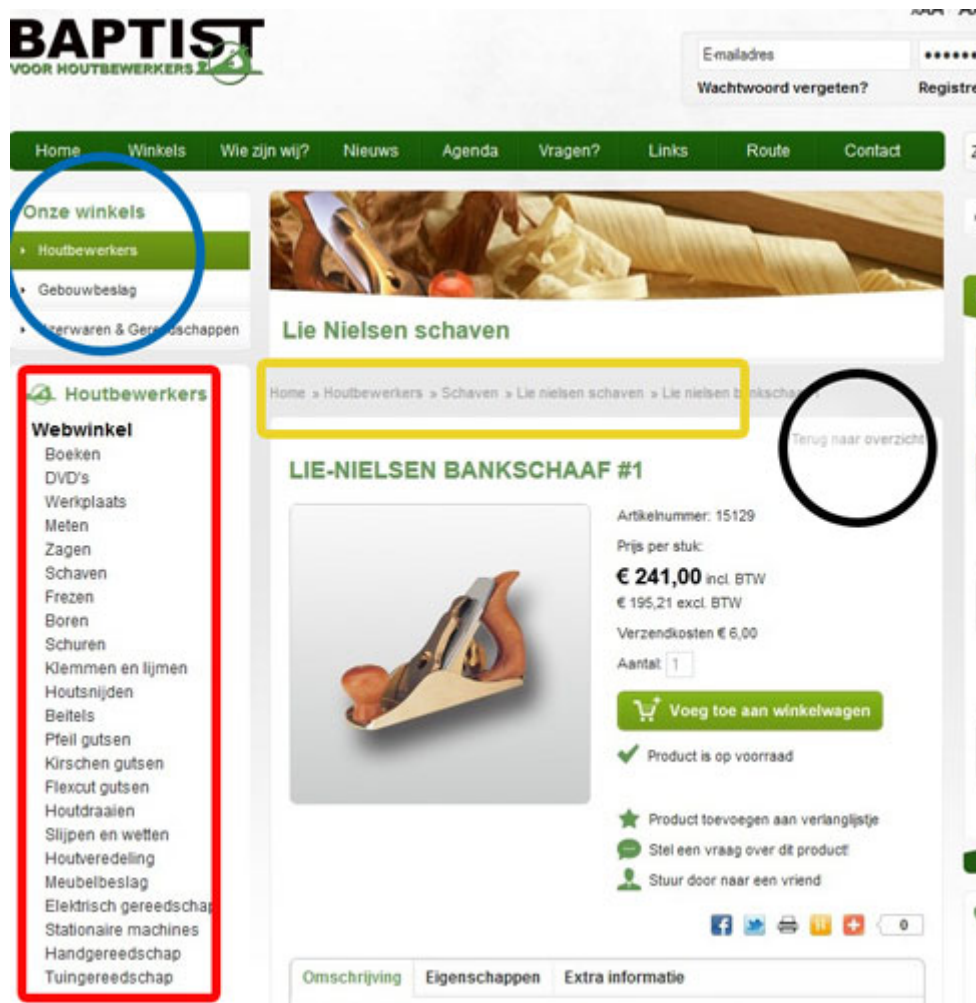 BAPTIST
VOOR HOUTBEWERKERS
E-mailadres
Wachtwoord vergeten?
Home Winkels Wie zijn wij? Nieuws Agenda Vragen? Links Route Contact
Onze winkels
Houtbewerkers
Gebouwbeslag
& Gereedschappen
Lie Nielsen schaven
Home » Houtbewerkers » Schaven » Lie nielsen schaven » Lie nielsen
Terug naar overzicht
Houtbewerkers
Webwinkel
Boeken
DVD's
Werkplaats
Meten
Zagen
Schaven
Frezen
Boren
Schuren
Klemmen en lijmen
Houtsnijden
Beitels
Pfeil gutsen
Kirschen gutsen
Flexcut gutsen
Houtdraaien
Slijpen en wetten
Houtveredeling
Meubelbeslag
Elektrisch gereedschap
Stationaire machines
Handgereedschap
Tuingereedschap
LIE-NIELSEN BANKSCHAAF #1
Artikelnummer: 15129
Prijs per stuk:
€ 241,00 incl. BTW
€ 195,21 excl. BTW
Verzendkosten € 6,00
Aantal: 1
Voeg toe aan winkelwagen
Product is op voorraad
Product toevoegen aan verlanglijstje
Stel een vraag over dit product!
Stuur door naar een vriend
0
Omschrijving Eigenschappen Extra informatie